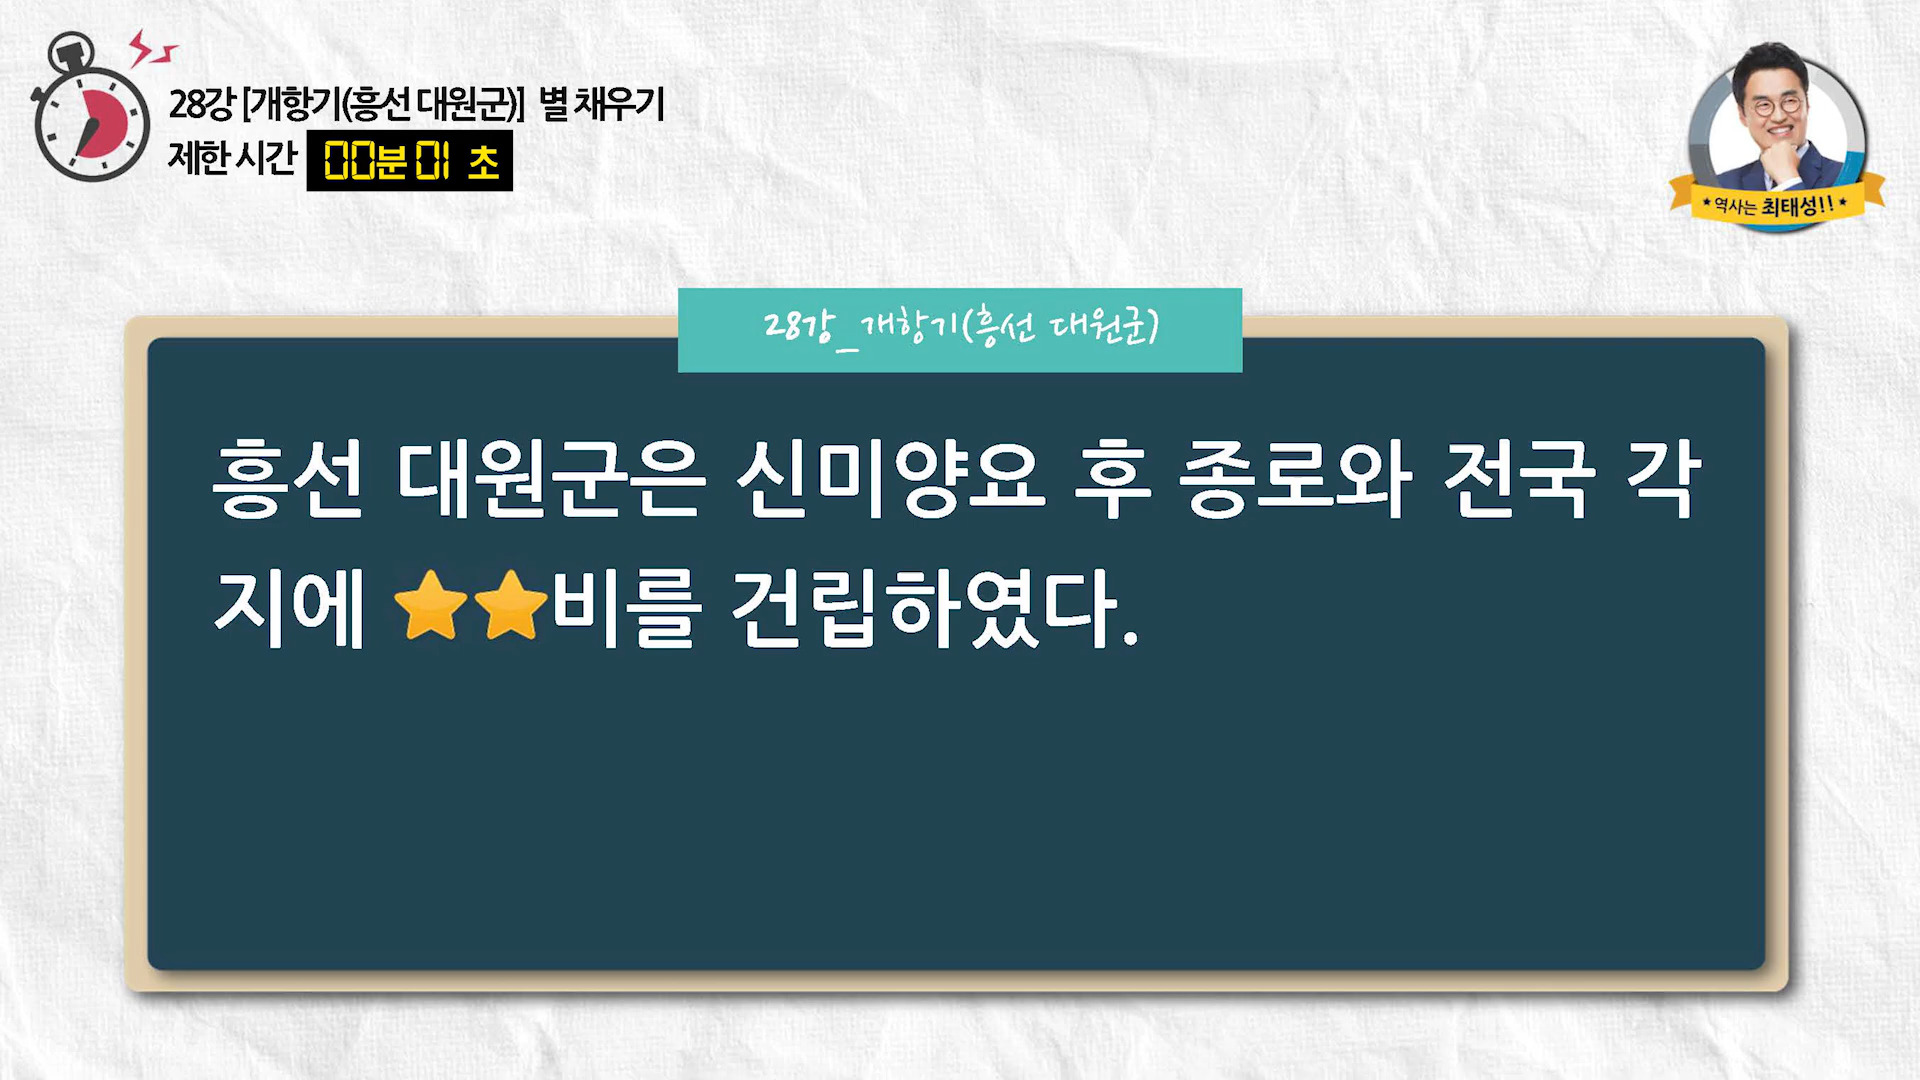 28강 [개항기(흥선 대원군)] 별 채우기
제한 시간 00분 01 초
역사는 최태성!!
28강_개항기(흥선 대원군)
흥선 대원군은 신미양요 후 종로와 전국 각
지에 ⭐⭐비를 건립하였다.